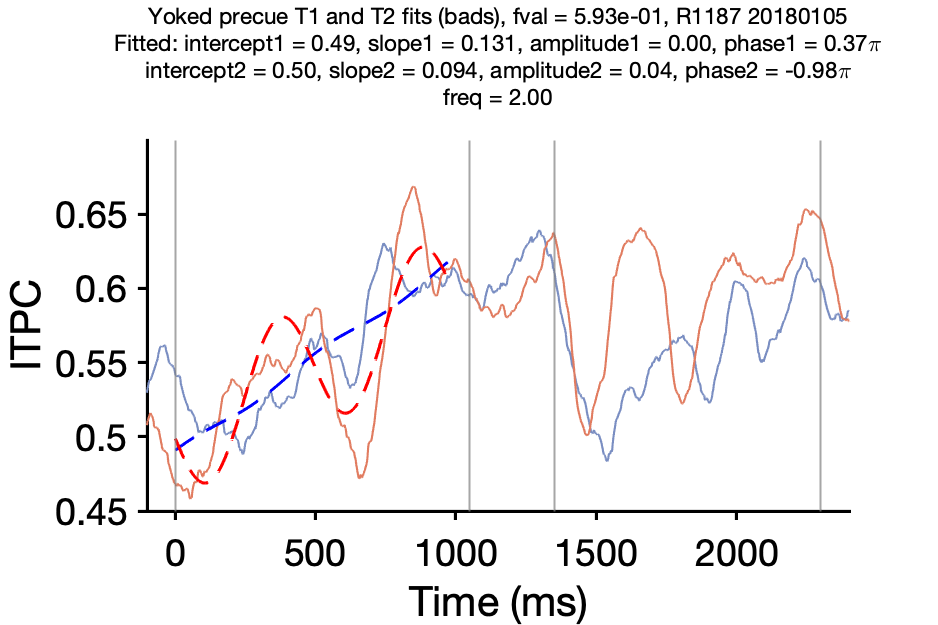 Yoked precue T1 and T2 fits (bads), fval = 5.93e-01, R1187 20180105
Fitted: intercept1 = 0.49, slope1 = 0.131, amplitude1 = 0.00, phase1 = 0.37π
intercept2 = 0.50, slope2 = 0.094, amplitude2 = 0.04, phase2 = -0.98π
freq = 2.00
0.65
0.6
0.55
0.5
0.45
ITPC
0 500 1000 1500 2000
Time (ms)